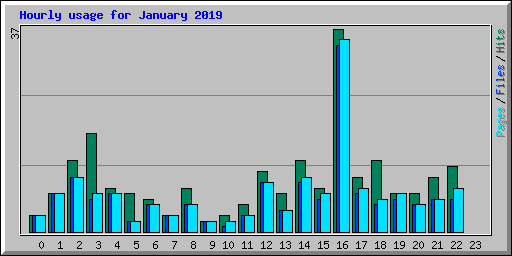 Hourly usage for January 2019
37
Pages/Files/Hits
0 1 2 3 4 5 6 7 8 9 10 11 12 13 14 15 16 17 18 19 20 21 22 23